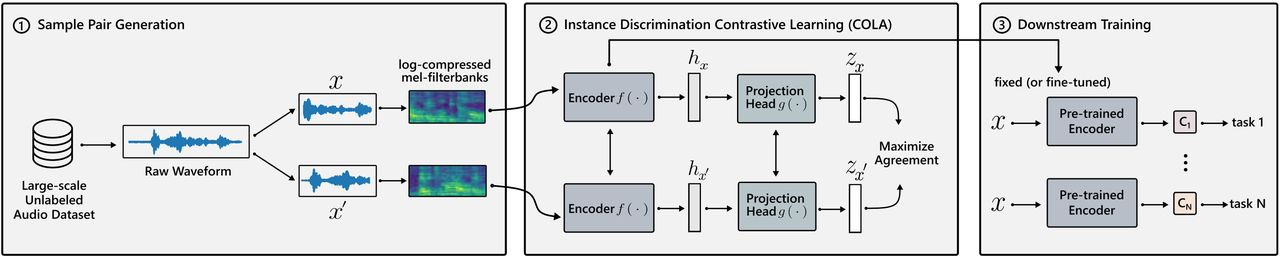 ① Sample Pair Generation
x
log-compressed
mel-filterbanks
Large-scale
Unlabeled
Audio Dataset
Raw Waveform
x′
② Instance Discrimination Contrastive Learning (COLA)
Encoder f(·)
h_x
Projection
Head g(·)
z_x
Maximize
Agreement
Encoder f(·)
h_x′
Projection
Head g(·)
z_x′
③ Downstream Training
fixed (or fine-tuned)
x
Pre-trained
Encoder
C₁
task 1
x
Pre-trained
Encoder
C_N
task N